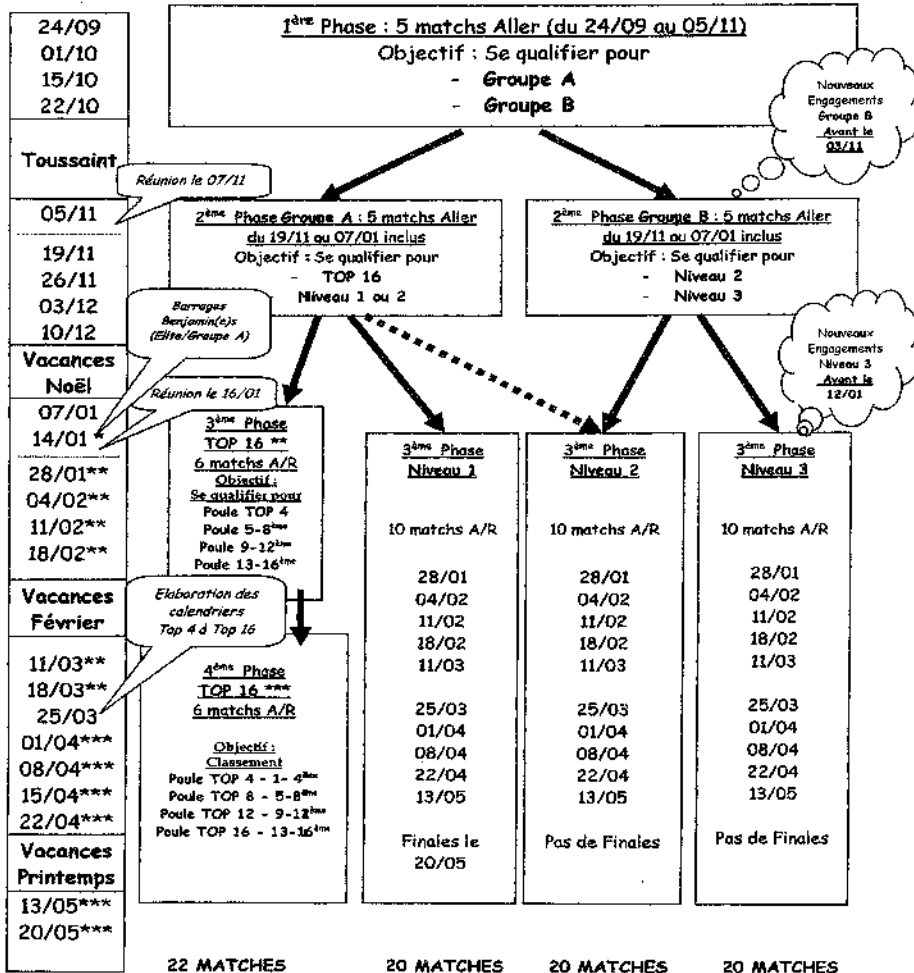 24/09
01/10
15/10
22/10
Toussaint
05/11
19/11
26/11
03/12
10/12
Vacances
Noël
07/01
14/01 *
28/01**
04/02**
11/02**
18/02**
Vacances
Février
11/03**
18/03**
25/03
01/04***
08/04***
15/04***
22/04***
Vacances
Printemps
13/05***
20/05***
1ère Phase : 5 matchs Aller (du 24/09 au 05/11)
Objectif : Se qualifier pour
- Groupe A
- Groupe B
Nouveaux
Engagements
Groupe B
Avant le
03/11
Réunion le 07/11
2ème Phase Groupe A : 5 matchs Aller
du 19/11 au 07/01 inclus
Objectif : Se qualifier pour
- TOP 16
Niveau 1 ou 2
2ème Phase Groupe B : 5 matchs Aller
du 19/11 au 07/01 inclus
Objectif : Se qualifier pour
- Niveau 2
- Niveau 3
Barrages
Benjamin(e)s
(Elite/Groupe A)
Réunion le 16/01
Nouveaux
Engagements
Niveau 3
Avant le
12/01
3ème Phase
TOP 16 **
6 matchs A/R
Objectif :
Se qualifier pour
Poule TOP 4
Poule 5-8ème
Poule 9-12ème
Poule 13-16ème
Elaboration des
calendriers
Top 4 à Top 16
4ème Phase
TOP 16 ***
6 matchs A/R
Objectif :
Classement
Poule TOP 4 - 1- 4ème
Poule TOP 8 - 5-8ème
Poule TOP 12 - 9-12ème
Poule TOP 16 - 13-16ème
3ème Phase
Niveau 1
10 matchs A/R
28/01
04/02
11/02
18/02
11/03
25/03
01/04
08/04
22/04
13/05
Finales le
20/05
3ème Phase
Niveau 2
10 matchs A/R
28/01
04/02
11/02
18/02
11/03
25/03
01/04
08/04
22/04
13/05
Pas de Finales
3ème Phase
Niveau 3
10 matchs A/R
28/01
04/02
11/02
18/02
11/03
25/03
01/04
08/04
22/04
13/05
Pas de Finales
22 MATCHES
20 MATCHES
20 MATCHES
20 MATCHES